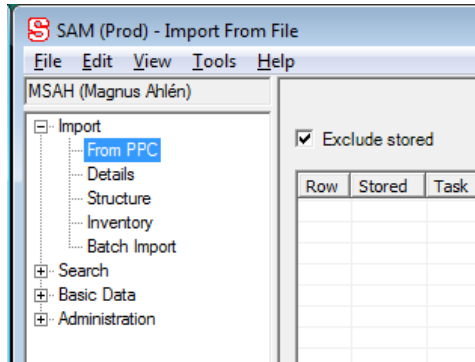 SAM (Prod) - Import From File
File Edit View Tools Help
MSAH (Magnus Ahlén)
Import
From PPC
Details
Structure
Inventory
Batch Import
Search
Basic Data
Administration
Exclude stored
Row Stored Task